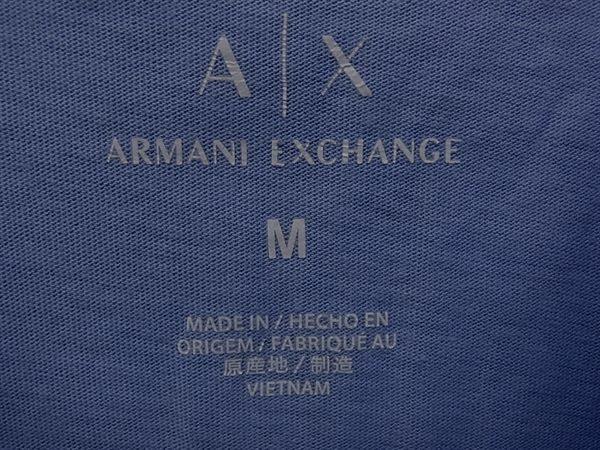 A|X
ARMANI EXCHANGE
M
MADE IN / HECHO EN
ORIGEM / FABRIQUE AU
原産地 / 制造
VIETNAM